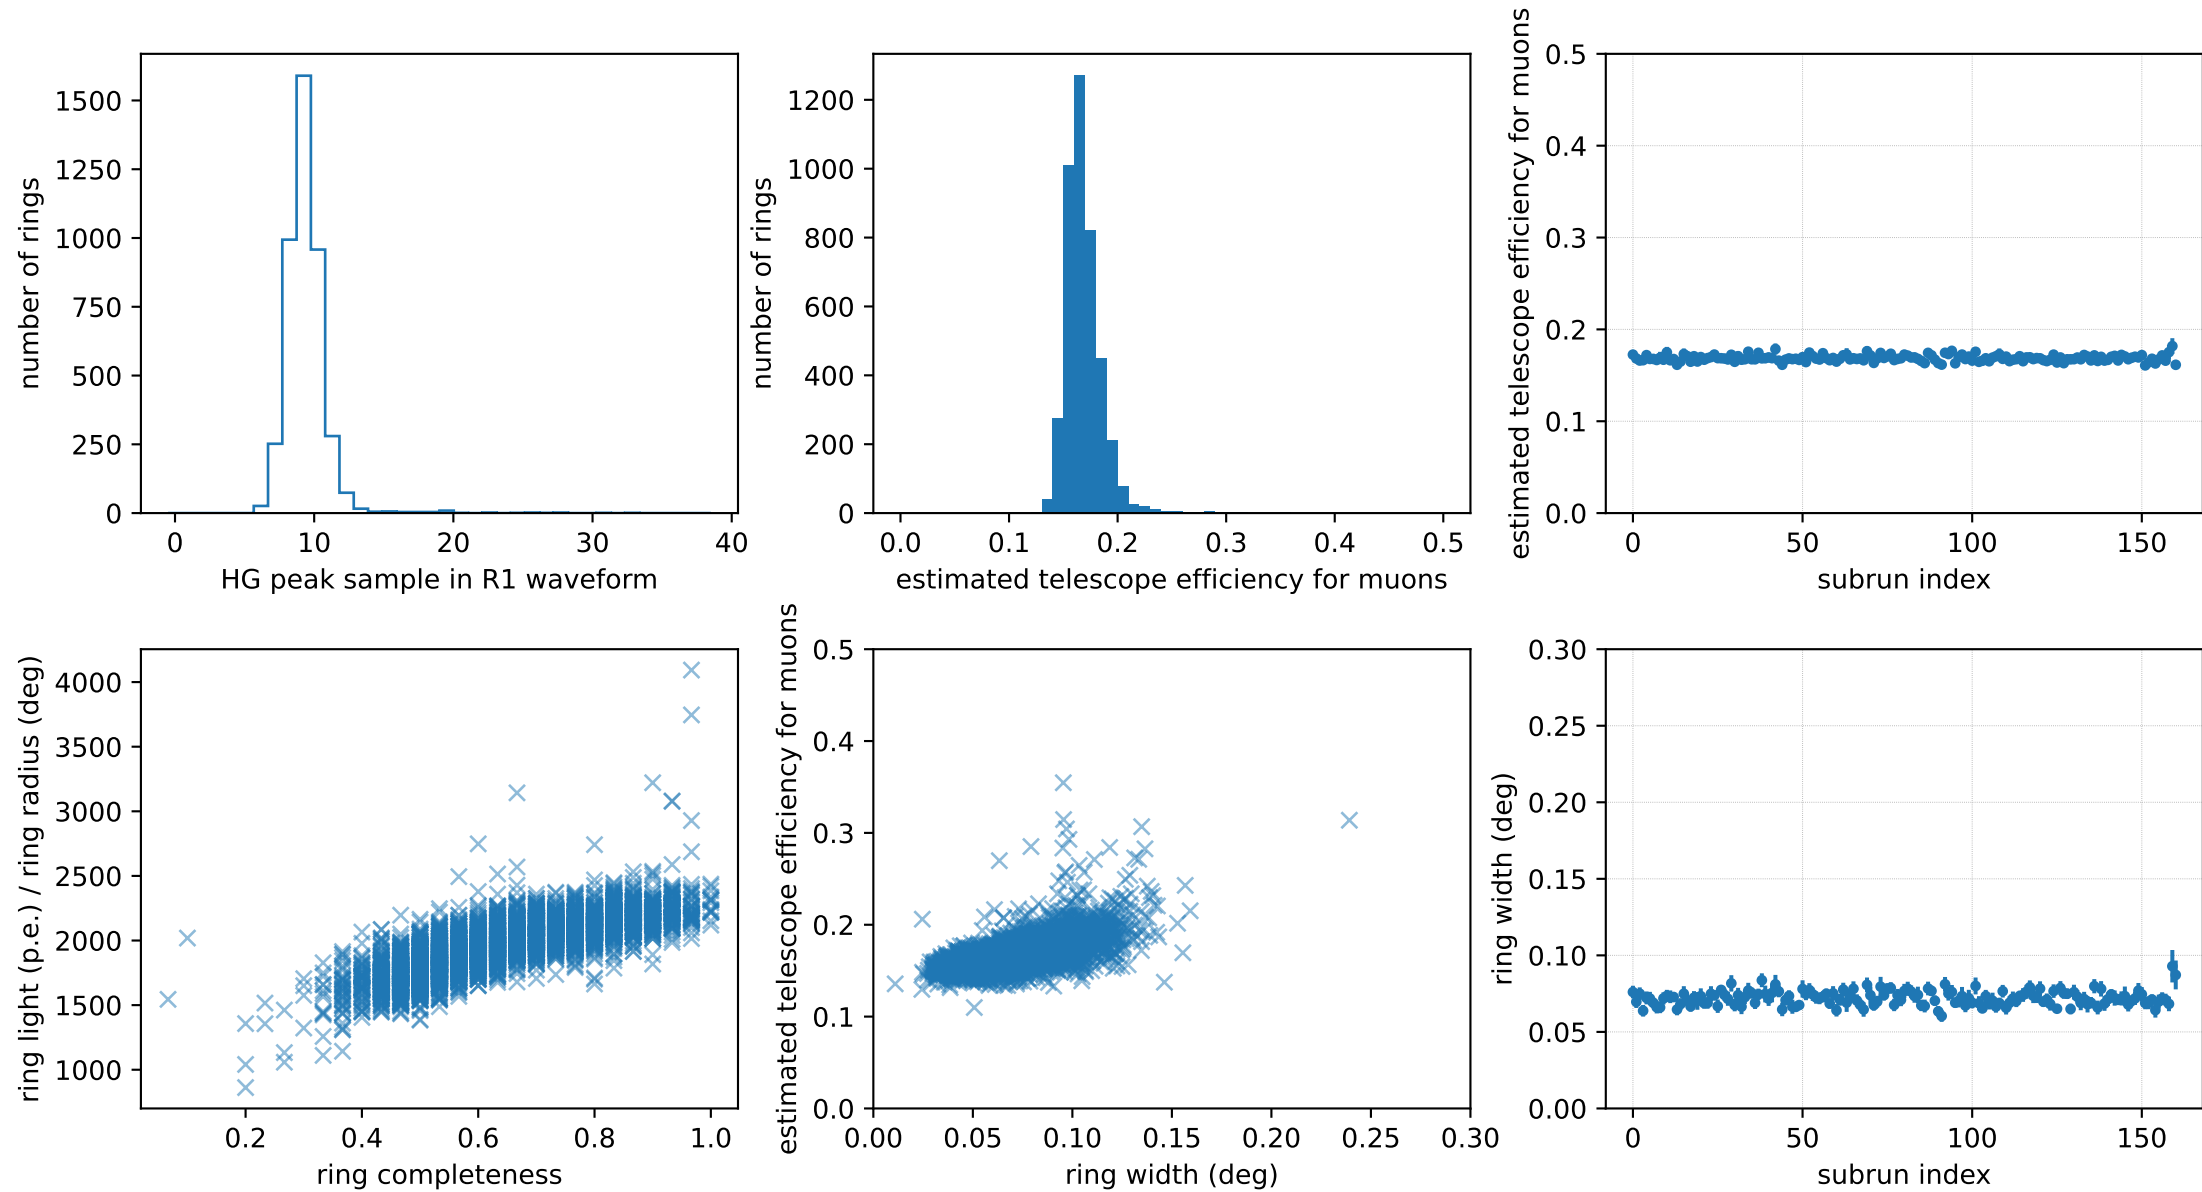 number of rings
1500
1250
1000
750
500
250
0
0 10 20 30 40
HG peak sample in R1 waveform
number of rings
1200
1000
800
600
400
200
0
0.0 0.1 0.2 0.3 0.4 0.5
estimated telescope efficiency for muons
estimated telescope efficiency for muons
0.5
0.4
0.3
0.2
0.1
0.0
0 50 100 150
subrun index
ring light (p.e.) / ring radius (deg)
4000
3500
3000
2500
2000
1500
1000
0.2 0.4 0.6 0.8 1.0
ring completeness
estimated telescope efficiency for muons
0.5
0.4
0.3
0.2
0.1
0.0
0.00 0.05 0.10 0.15 0.20 0.25 0.30
ring width (deg)
ring width (deg)
0.30
0.25
0.20
0.15
0.10
0.05
0.00
0 50 100 150
subrun index